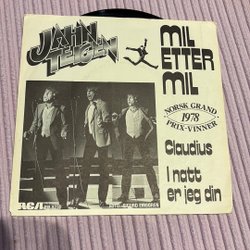 JAHN
TEIGEN
MIL
ETTER
MIL
NORSK GRAND
1978
PRIX-VINNER
Claudius
I natt
er jeg din
RCA